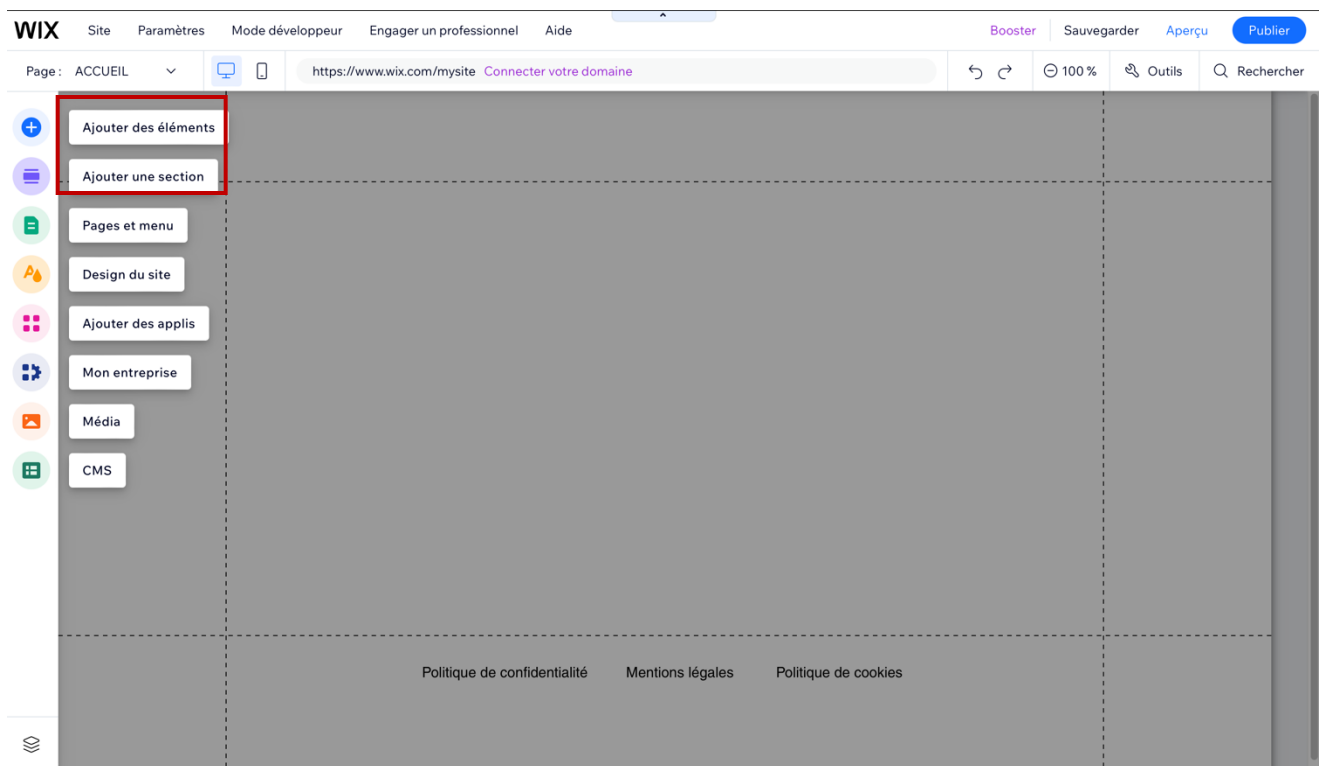 WIX Site Paramètres Mode développeur Engager un professionnel Aide Booster Sauvegarder Aperçu Publier
Page : ACCUEIL https://www.wix.com/mysite Connecter votre domaine 100 % Outils Rechercher
Ajouter des éléments
Ajouter une section
Pages et menu
Design du site
Ajouter des applis
Mon entreprise
Média
CMS
Politique de confidentialité Mentions légales Politique de cookies